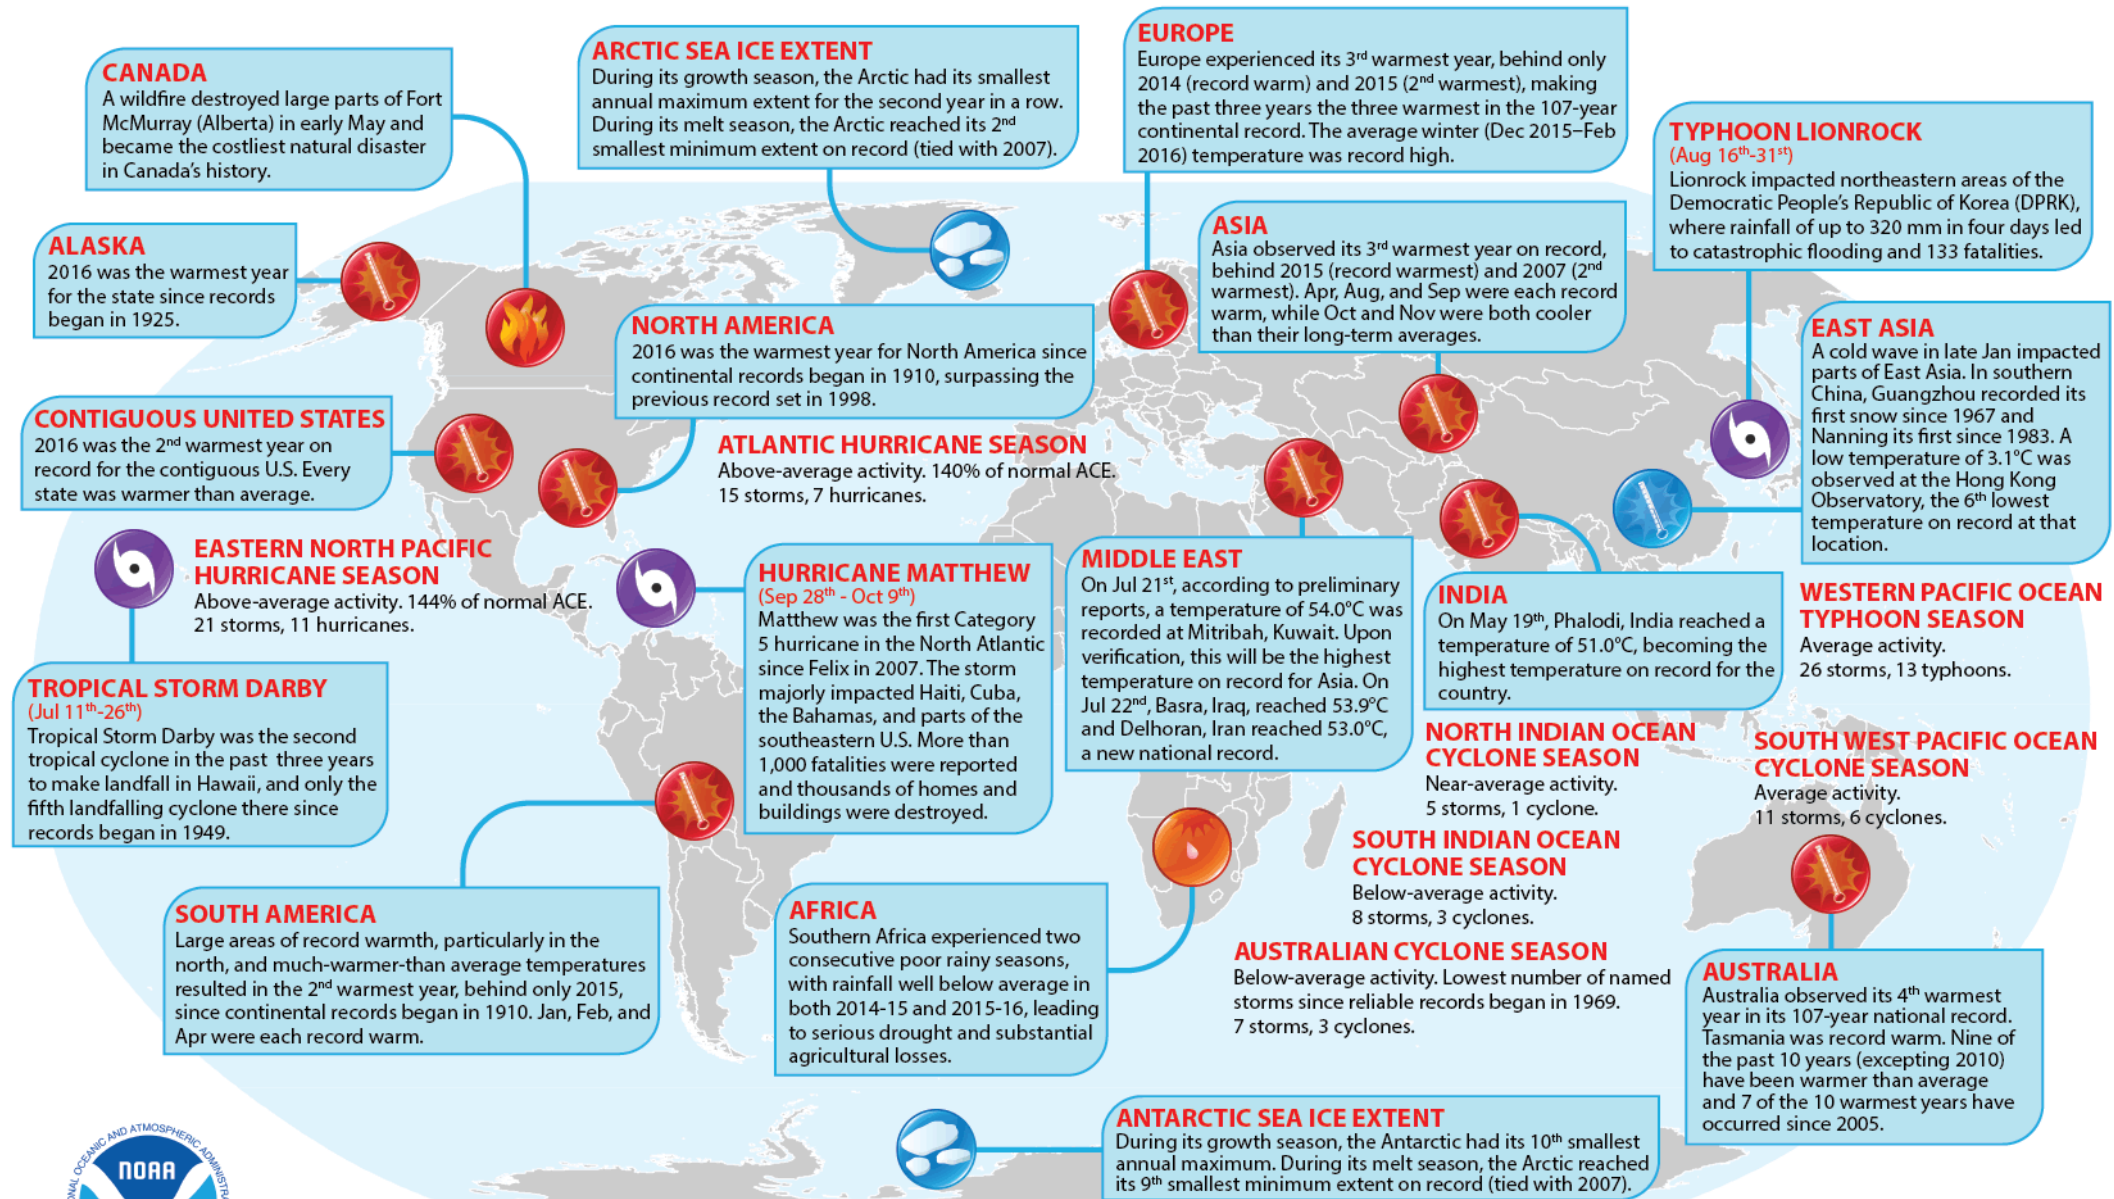 CANADA
A wildfire destroyed large parts of Fort
McMurray (Alberta) in early May and
became the costliest natural disaster
in Canada's history.
ARCTIC SEA ICE EXTENT
During its growth season, the Arctic had its smallest
annual maximum extent for the second year in a row.
During its melt season, the Arctic reached its 2nd
smallest minimum extent on record (tied with 2007).
EUROPE
Europe experienced its 3rd warmest year, behind only
2014 (record warm) and 2015 (2nd warmest), making
the past three years the three warmest in the 107-year
continental record. The average winter (Dec 2015–Feb
2016) temperature was record high.
TYPHOON LIONROCK
(Aug 16th-31st)
Lionrock impacted northeastern areas of the
Democratic People's Republic of Korea (DPRK),
where rainfall of up to 320 mm in four days led
to catastrophic flooding and 133 fatalities.
ALASKA
2016 was the warmest year
for the state since records
began in 1925.
ASIA
Asia observed its 3rd warmest year on record,
behind 2015 (record warmest) and 2007 (2nd
warmest). Apr, Aug, and Sep were each record
warm, while Oct and Nov were both cooler
than their long-term averages.
NORTH AMERICA
2016 was the warmest year for North America since
continental records began in 1910, surpassing the
previous record set in 1998.
EAST ASIA
A cold wave in late Jan impacted
parts of East Asia. In southern
China, Guangzhou recorded its
first snow since 1967 and
Nanning its first since 1983. A
low temperature of 3.1°C was
observed at the Hong Kong
Observatory, the 6th lowest
temperature on record at that
location.
CONTIGUOUS UNITED STATES
2016 was the 2nd warmest year on
record for the contiguous U.S. Every
state was warmer than average.
ATLANTIC HURRICANE SEASON
Above-average activity. 140% of normal ACE.
15 storms, 7 hurricanes.
EASTERN NORTH PACIFIC
HURRICANE SEASON
Above-average activity. 144% of normal ACE.
21 storms, 11 hurricanes.
HURRICANE MATTHEW
(Sep 28th - Oct 9th)
Matthew was the first Category
5 hurricane in the North Atlantic
since Felix in 2007. The storm
majorly impacted Haiti, Cuba,
the Bahamas, and parts of the
southeastern U.S. More than
1,000 fatalities were reported
and thousands of homes and
buildings were destroyed.
MIDDLE EAST
On Jul 21st, according to preliminary
reports, a temperature of 54.0°C was
recorded at Mitribah, Kuwait. Upon
verification, this will be the highest
temperature on record for Asia. On
Jul 22nd, Basra, Iraq, reached 53.9°C
and Delhoran, Iran reached 53.0°C,
a new national record.
INDIA
On May 19th, Phalodi, India reached a
temperature of 51.0°C, becoming the
highest temperature on record for the
country.
WESTERN PACIFIC OCEAN
TYPHOON SEASON
Average activity.
26 storms, 13 typhoons.
TROPICAL STORM DARBY
(Jul 11th-26th)
Tropical Storm Darby was the second
tropical cyclone in the past three years
to make landfall in Hawaii, and only the
fifth landfalling cyclone there since
records began in 1949.
NORTH INDIAN OCEAN
CYCLONE SEASON
Near-average activity.
5 storms, 1 cyclone.
SOUTH WEST PACIFIC OCEAN
CYCLONE SEASON
Average activity.
11 storms, 6 cyclones.
SOUTH INDIAN OCEAN
CYCLONE SEASON
Below-average activity.
8 storms, 3 cyclones.
SOUTH AMERICA
Large areas of record warmth, particularly in the
north, and much-warmer-than average temperatures
resulted in the 2nd warmest year, behind only 2015,
since continental records began in 1910. Jan, Feb, and
Apr were each record warm.
AFRICA
Southern Africa experienced two
consecutive poor rainy seasons,
with rainfall well below average in
both 2014-15 and 2015-16, leading
to serious drought and substantial
agricultural losses.
AUSTRALIAN CYCLONE SEASON
Below-average activity. Lowest number of named
storms since reliable records began in 1969.
7 storms, 3 cyclones.
AUSTRALIA
Australia observed its 4th warmest
year in its 107-year national record.
Tasmania was record warm. Nine of
the past 10 years (excepting 2010)
have been warmer than average
and 7 of the 10 warmest years have
occurred since 2005.
ANTARCTIC SEA ICE EXTENT
During its growth season, the Antarctic had its 10th smallest
annual maximum. During its melt season, the Arctic reached
its 9th smallest minimum extent on record (tied with 2007).
OCEANIC AND ATMOSPHERIC
NOAA